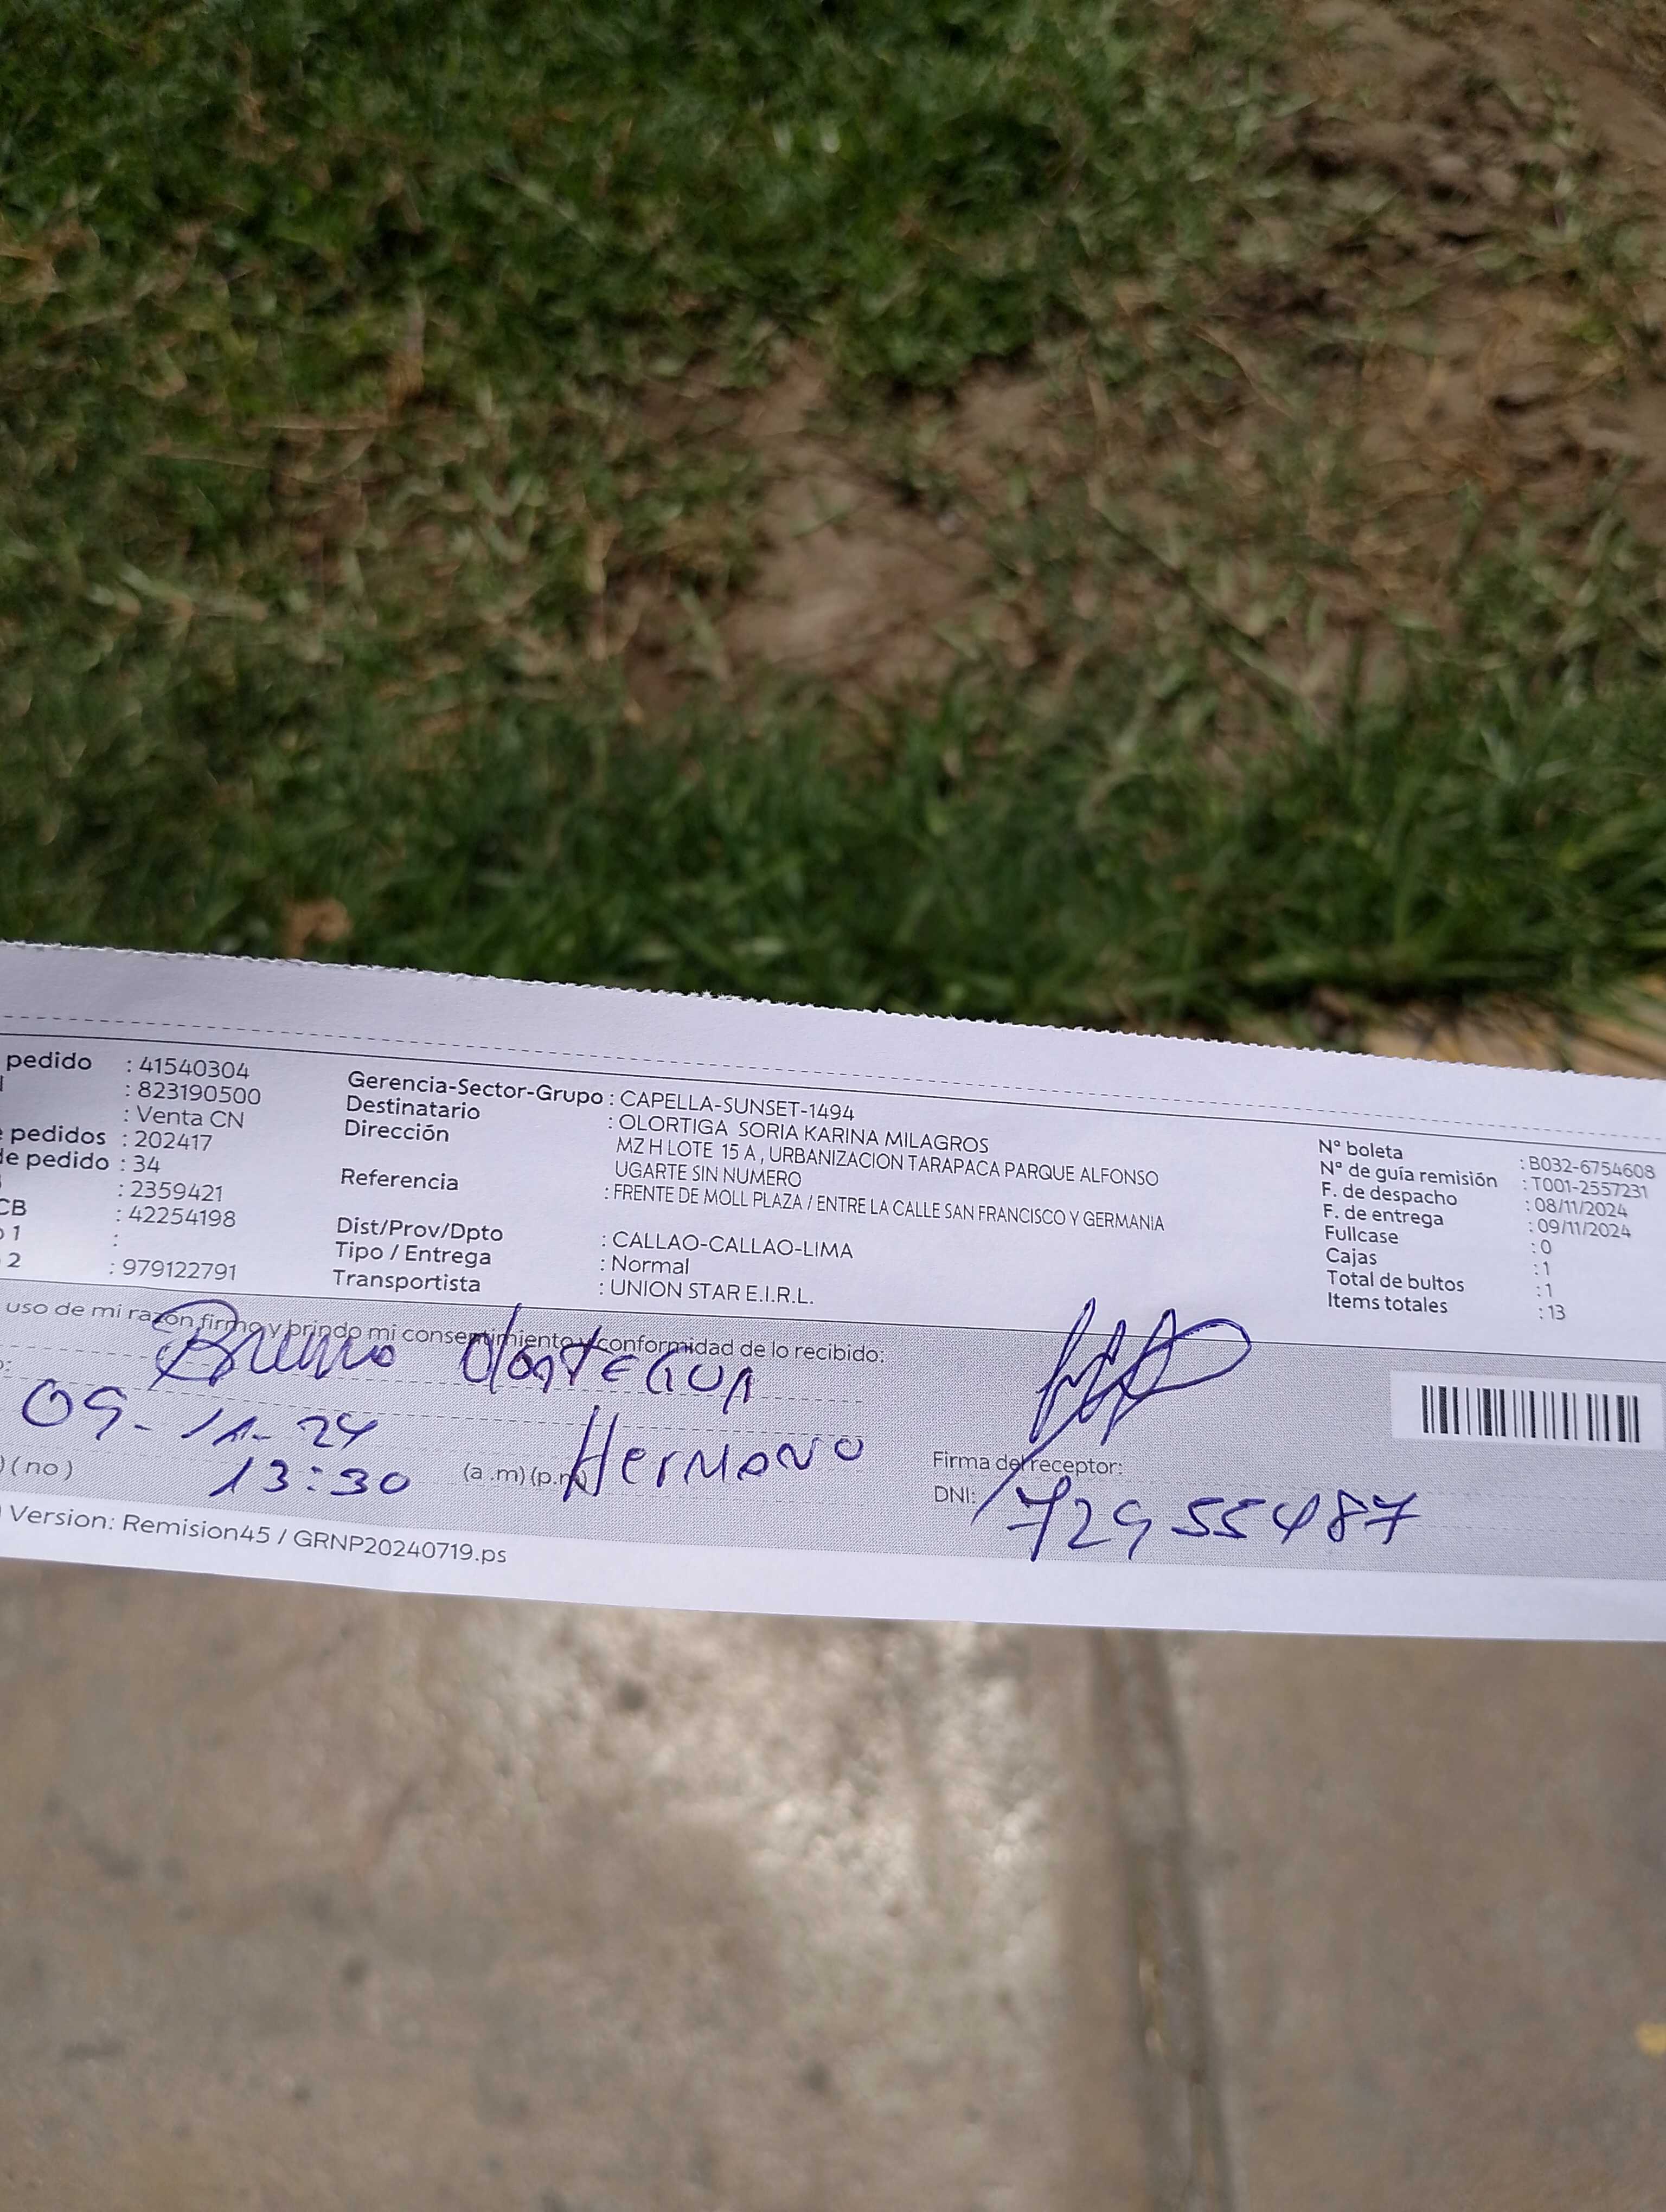 pedido : 41540304
: 823190500
: Venta CN
pedidos : 202417
de pedido : 34
: 2359421
CB : 42254198
1 :
2 : 979122791
Gerencia-Sector-Grupo : CAPELLA-SUNSET-1494
Destinatario : OLORTIGA SORIA KARINA MILAGROS
Dirección MZ H LOTE 15 A , URBANIZACION TARAPACA PARQUE ALFONSO
UGARTE SIN NUMERO
Referencia : FRENTE DE MOLL PLAZA / ENTRE LA CALLE SAN FRANCISCO Y GERMANIA
Dist/Prov/Dpto : CALLAO-CALLAO-LIMA
Tipo / Entrega : Normal
Transportista : UNION STAR E.I.R.L.
N° boleta : B032-6754608
N° de guía remisión : T001-2557231
F. de despacho : 08/11/2024
F. de entrega : 09/11/2024
Fullcase : 0
Cajas : 1
Total de bultos : 1
Items totales : 13
uso de mi razón firmo y brindo mi consentimiento y conformidad de lo recibido:
Bruno
09-11-24 Hermano
) ( no ) 13:30 (a .m) (p.m)
Firma del receptor:
DNI: 72955487
Version: Remision45 / GRNP20240719.ps